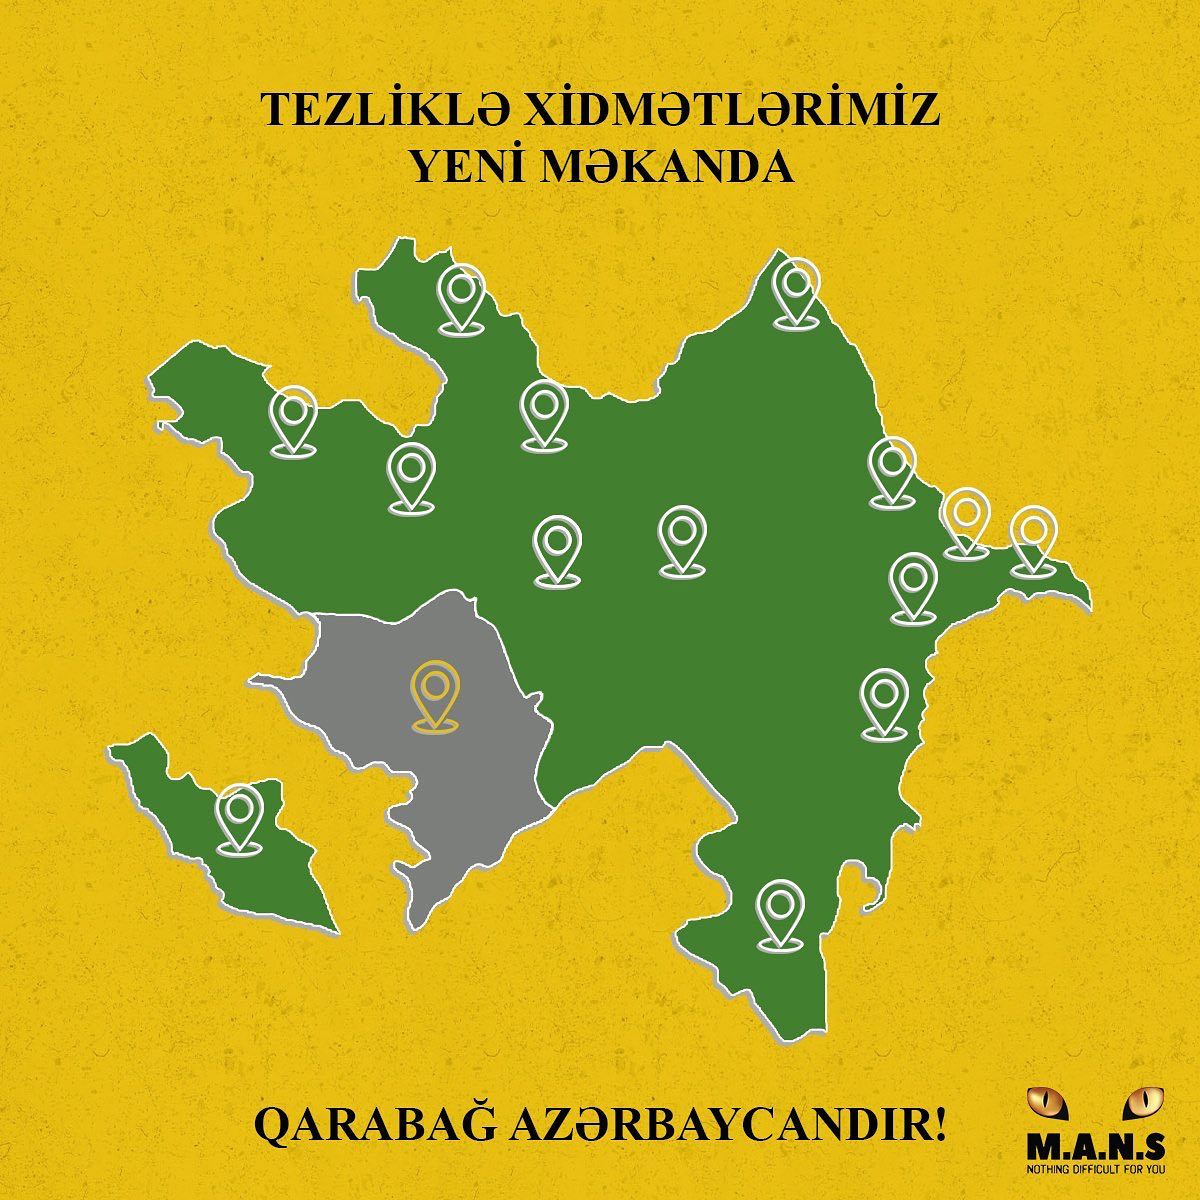 TEZLİKLƏ XİDMƏTLƏRİMİZ
YENİ MƏKANDA
QARABAĞ AZƏRBAYCANDIR!
M.A.N.S
NOTHING DIFFICULT FOR YOU